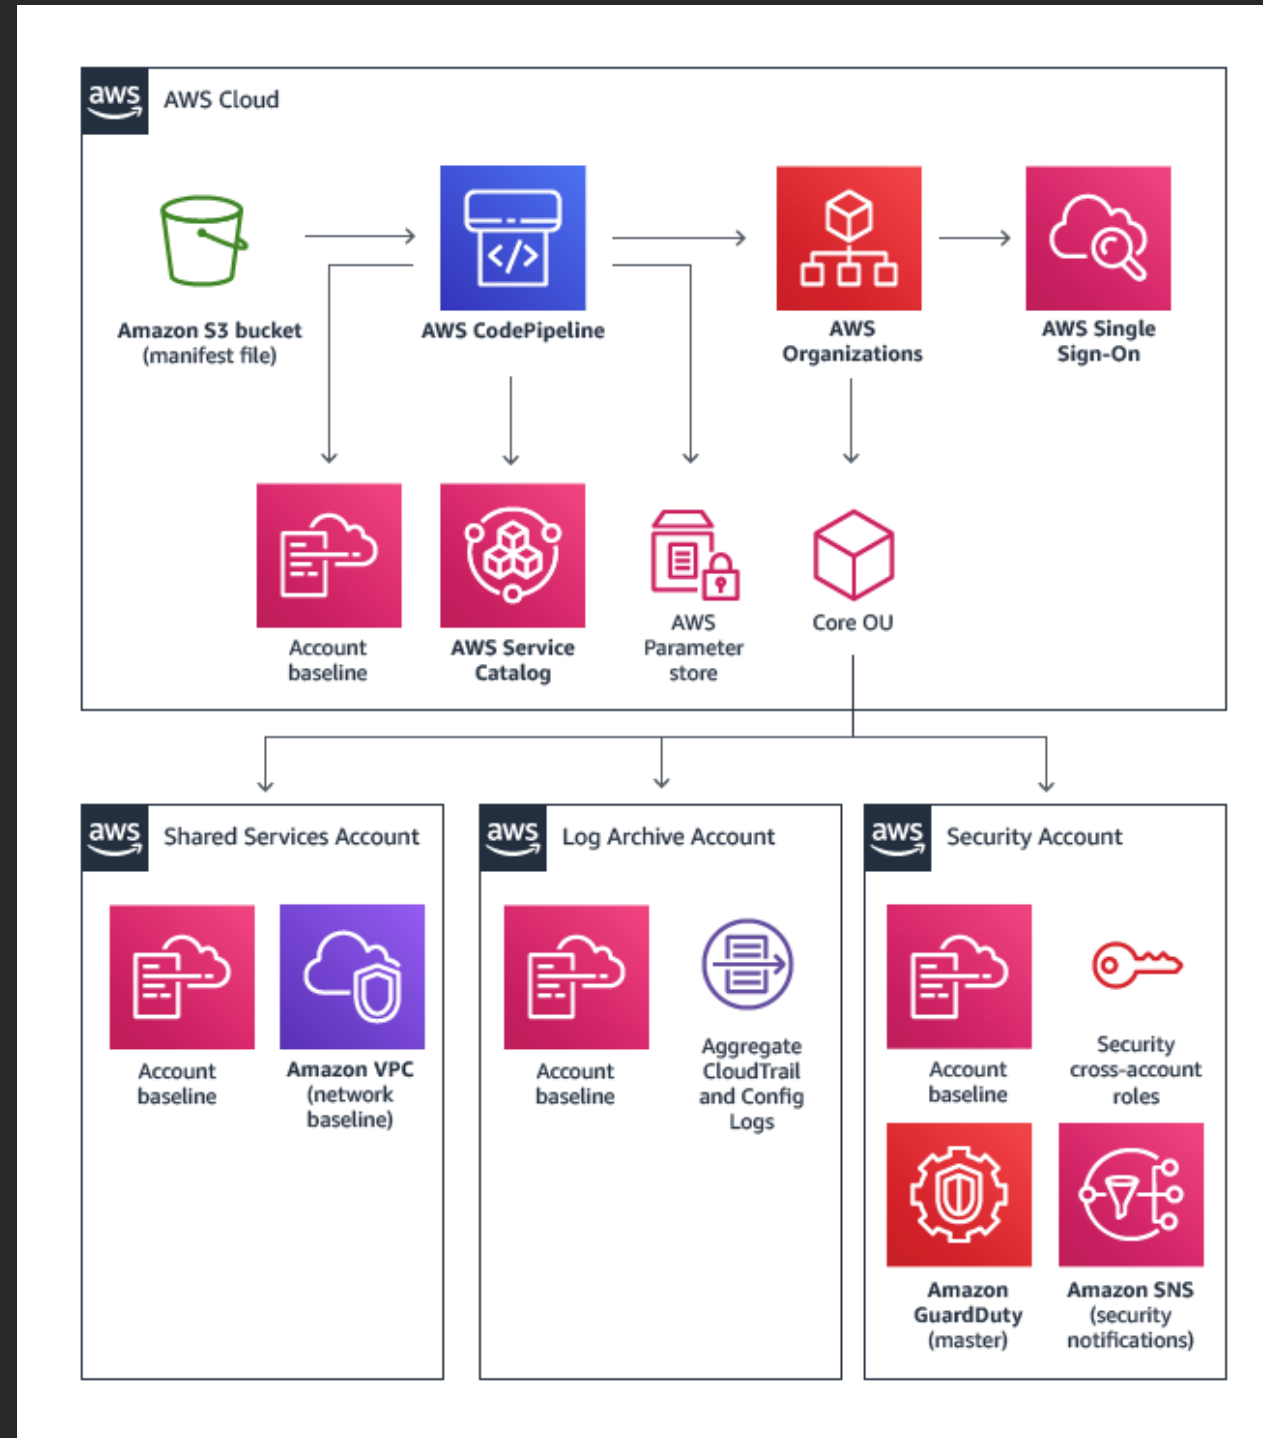 aws
AWS Cloud
</>
Amazon S3 bucket
(manifest file)
AWS CodePipeline
AWS
Organizations
AWS Single
Sign-On
Account
baseline
AWS Service
Catalog
AWS
Parameter
store
Core OU
aws
Shared Services Account
Account
baseline
Amazon VPC
(network
baseline)
aws
Log Archive Account
Account
baseline
Aggregate
CloudTrail
and Config
Logs
aws
Security Account
Account
baseline
Security
cross-account
roles
Amazon
GuardDuty
(master)
Amazon SNS
(security
notifications)